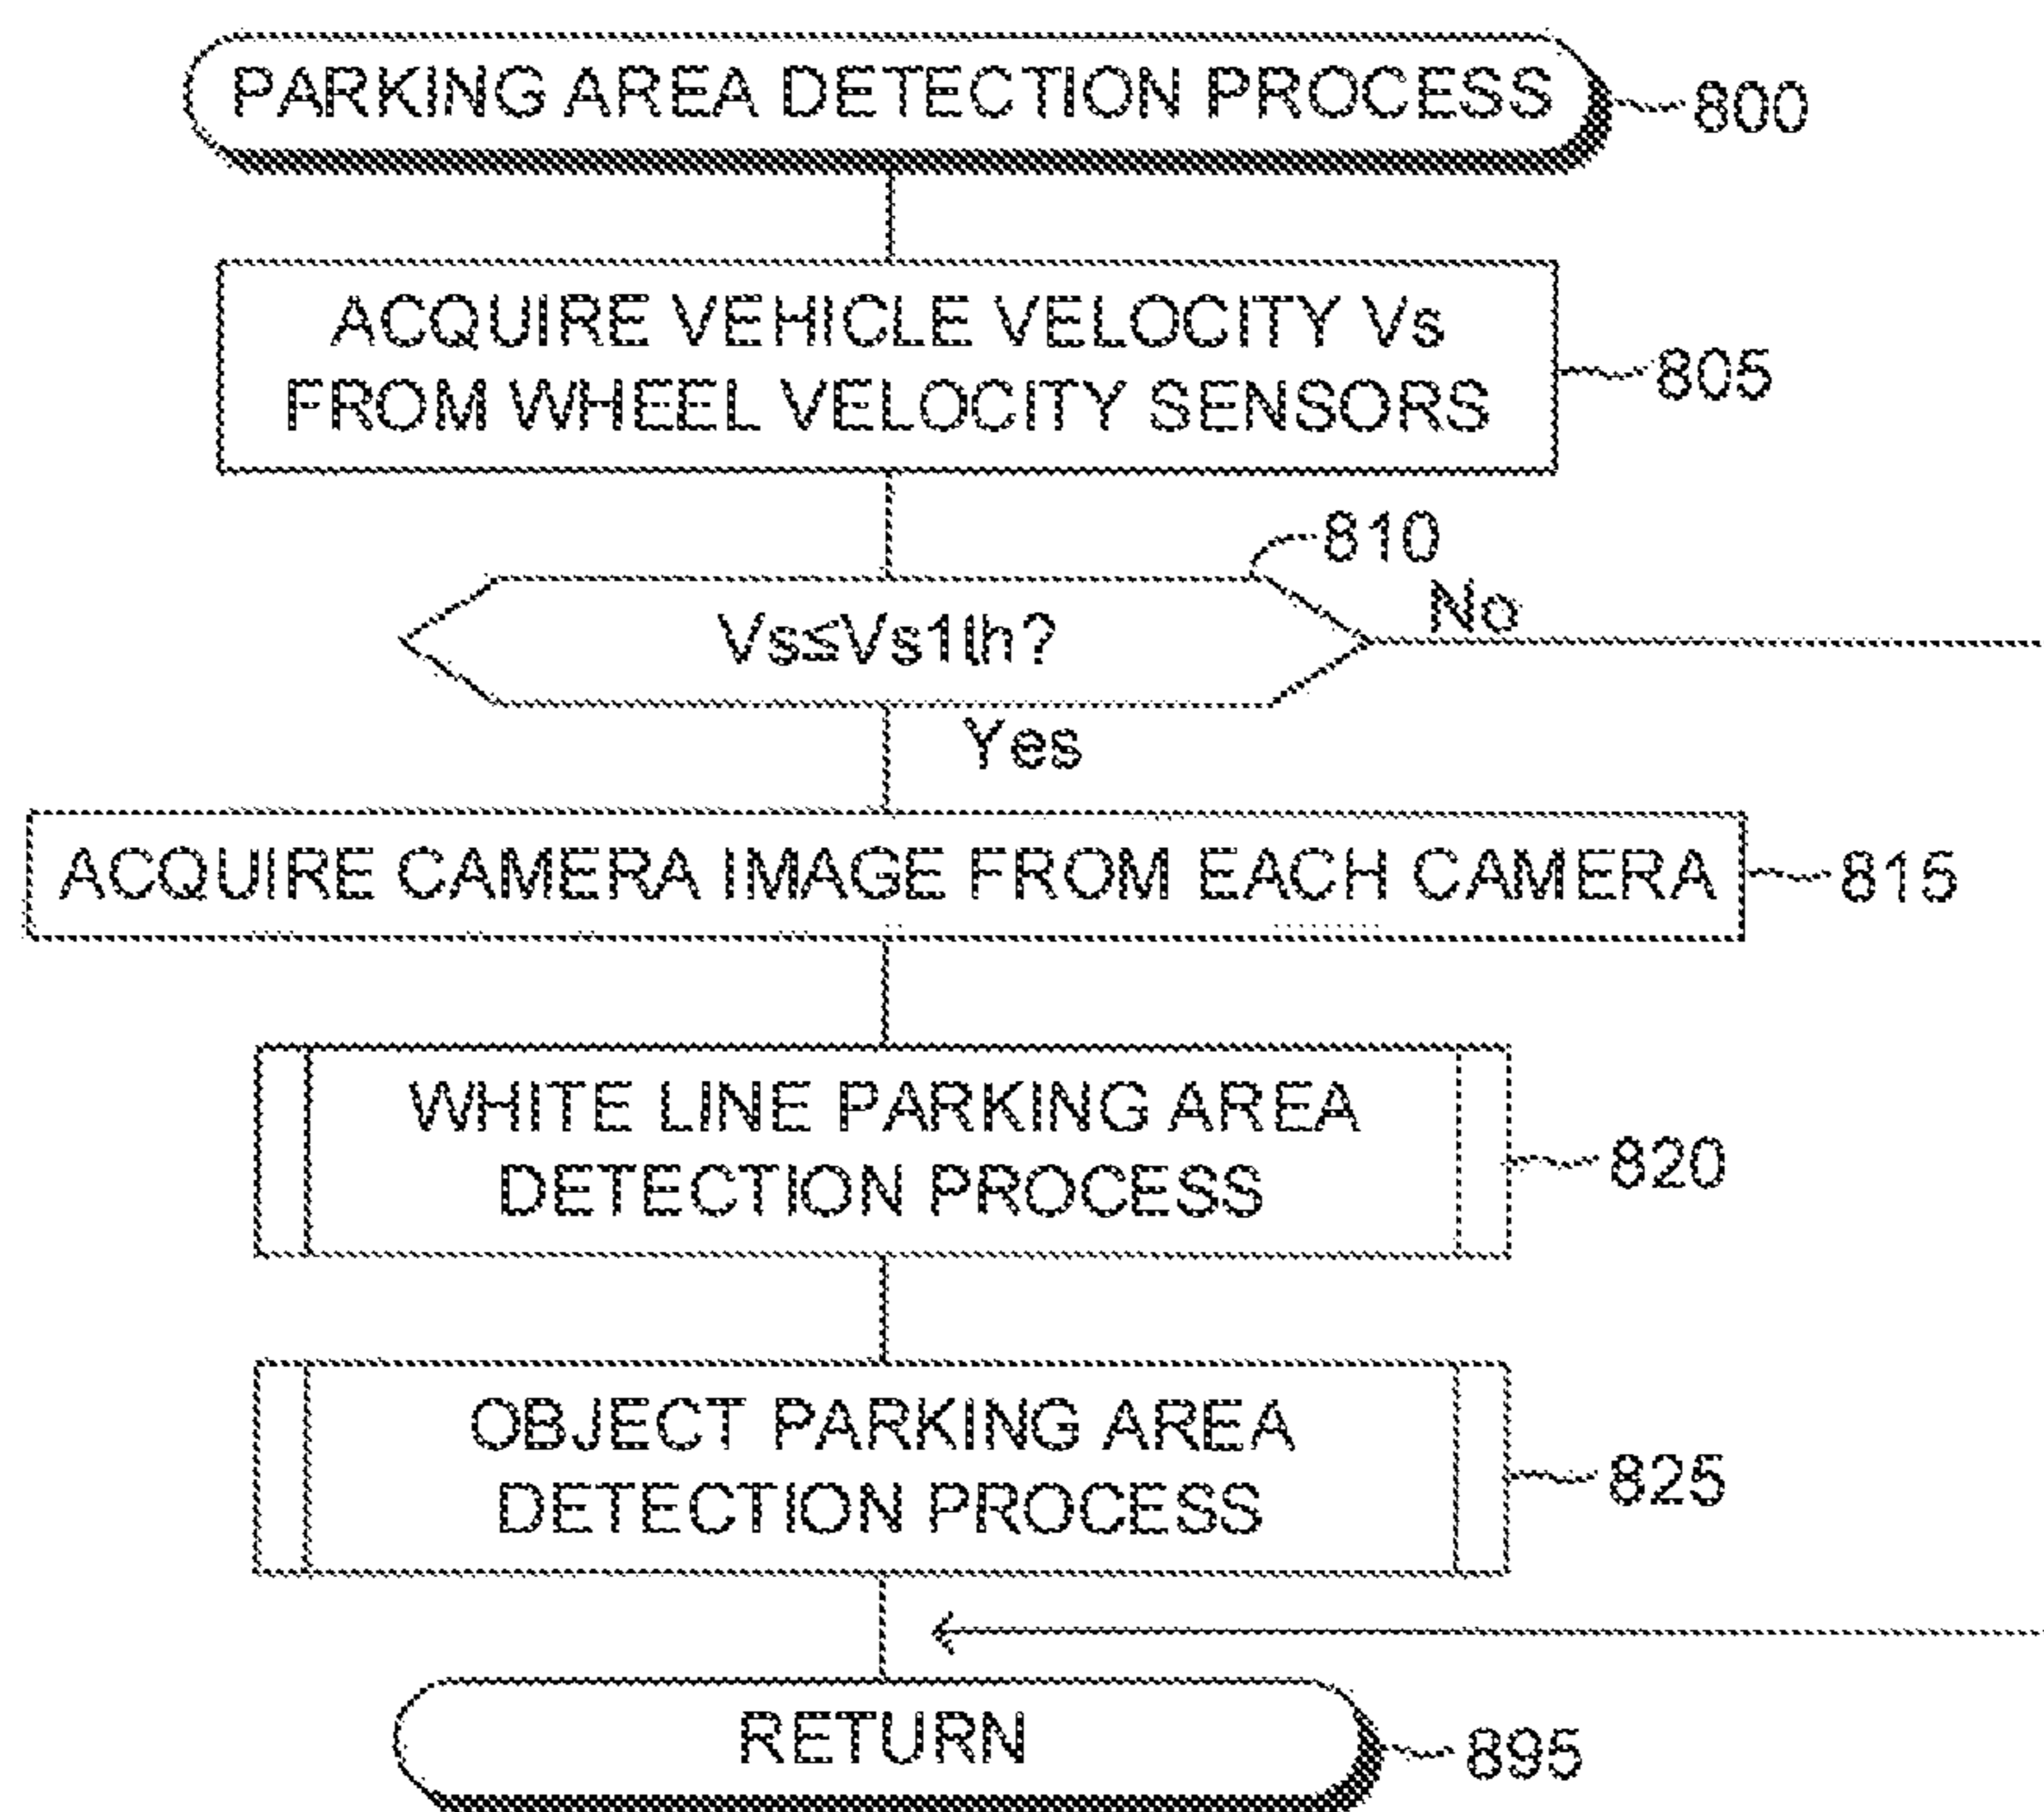 PARKING AREA DETECTION PROCESS
800
ACQUIRE VEHICLE VELOCITY Vs
FROM WHEEL VELOCITY SENSORS
805
810
Vs≤Vs1th?
No
Yes
ACQUIRE CAMERA IMAGE FROM EACH CAMERA
815
WHITE LINE PARKING AREA
DETECTION PROCESS
820
OBJECT PARKING AREA
DETECTION PROCESS
825
RETURN
895